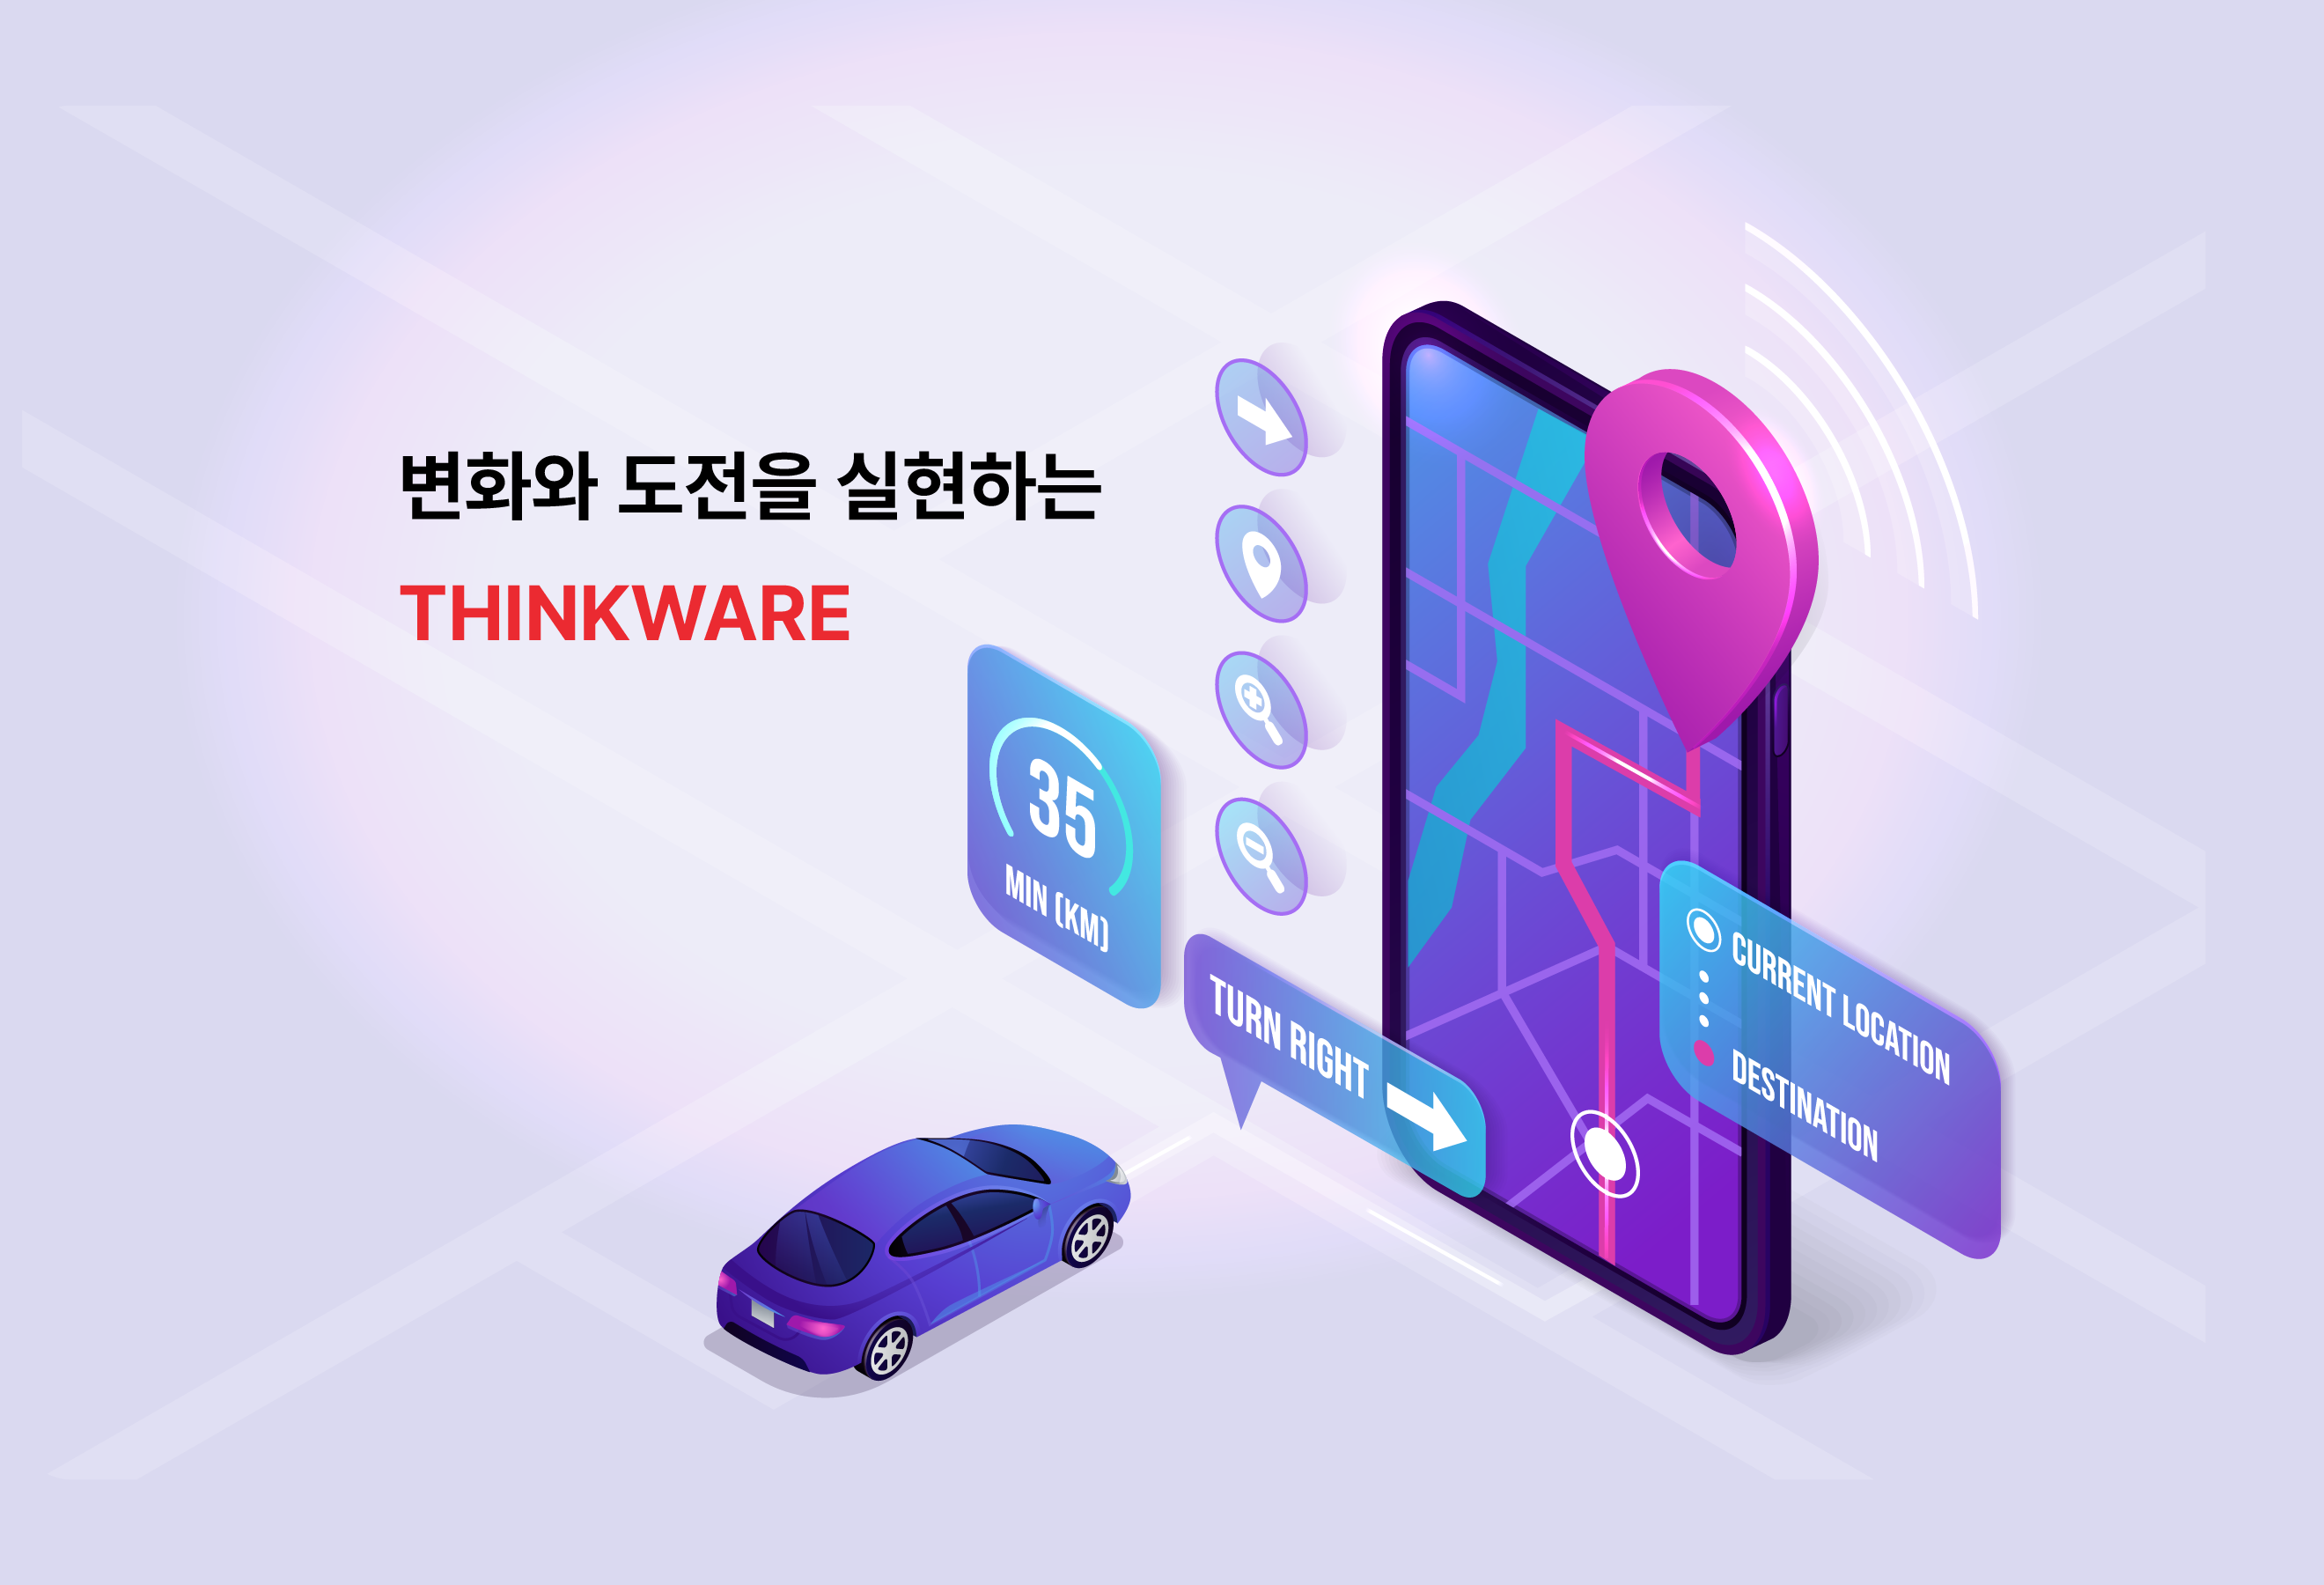 변화와 도전을 실현하는
THINKWARE
35
MIN (KM)
TURN RIGHT
CURRENT LOCATION
DESTINATION